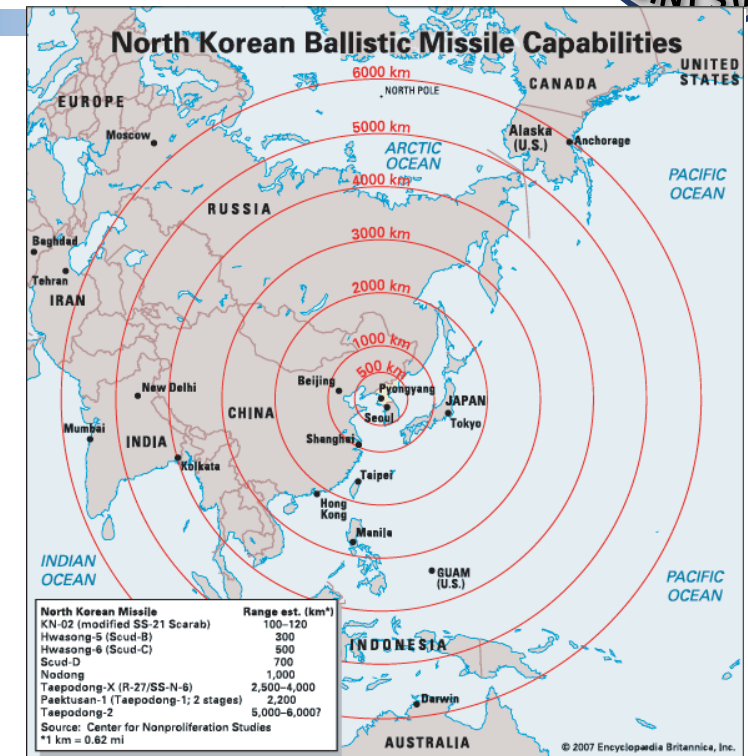 North Korean Ballistic Missile Capabilities
6000 km
NORTH POLE
UNITED
STATES
CANADA
EUROPE
5000 km
Moscow
ARCTIC
OCEAN
Alaska
(U.S.)
Anchorage
4000 km
PACIFIC
OCEAN
RUSSIA
3000 km
Baghdad
Tehran
IRAN
2000 km
1000 km
500 km
Beijing
Pyongyang
New Delhi
JAPAN
CHINA
Seoul
Tokyo
Mumbai
INDIA
Shanghai
Kolkata
Taipei
Hong
Kong
Manila
INDIAN
OCEAN
GUAM
(U.S.)
PACIFIC
OCEAN
North Korean Missile Range est. (km*)
KN-02 (modified SS-21 Scarab) 100–120
Hwasong-5 (Scud-B) 300
Hwasong-6 (Scud-C) 500
Scud-D 700
Nodong 1,000
Taepodong-X (R-27/SS-N-6) 2,500–4,000
Paektusan-1 (Taepodong-1; 2 stages) 2,200
Taepodong-2 5,000–6,000?
Source: Center for Nonproliferation Studies
*1 km = 0.62 mi
INDONESIA
Darwin
AUSTRALIA
© 2007 Encyclopædia Britannica, Inc.